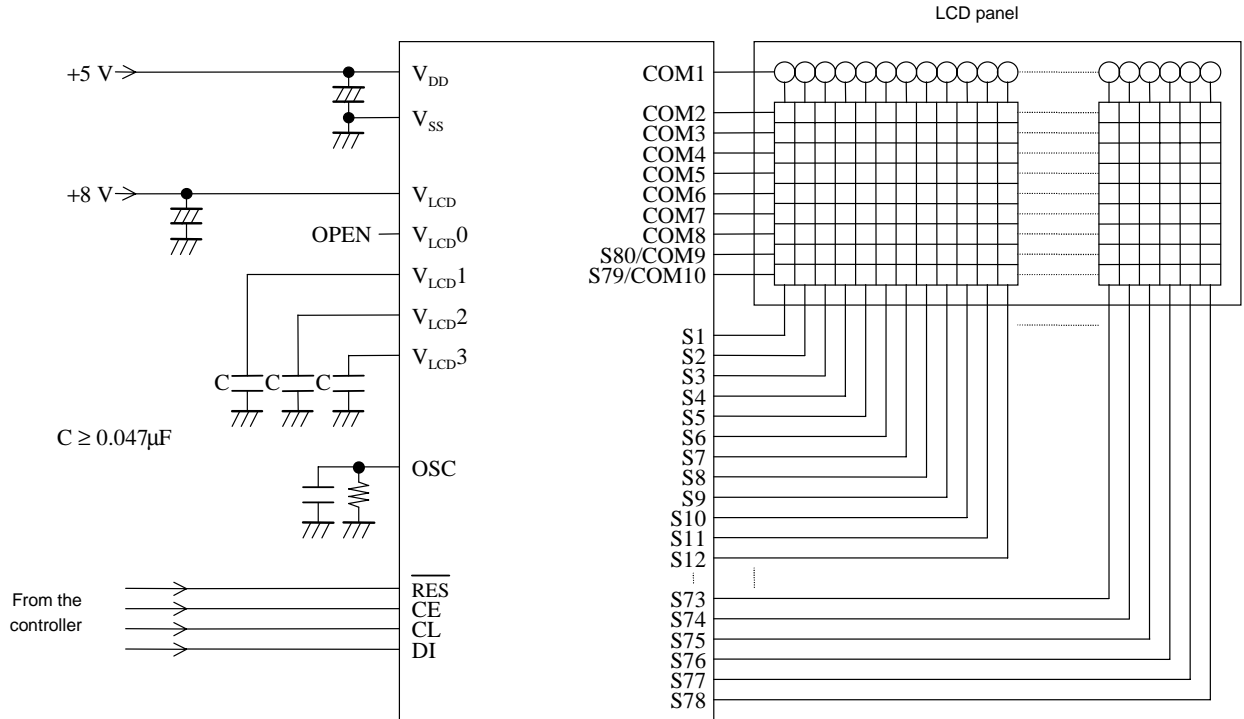 LCD panel
+5 V
VDD
COM1
VSS
COM2
COM3
COM4
COM5
+8 V
VLCD
COM6
COM7
OPEN
VLCD0
COM8
S80/COM9
VLCD1
S79/COM10
VLCD2
S1
VLCD3
S2
C
C
C
S3
S4
S5
C ≥ 0.047µF
S6
OSC
S7
S8
S9
S10
S11
S12
From the
controller
RES
CE
CL
DI
S73
S74
S75
S76
S77
S78